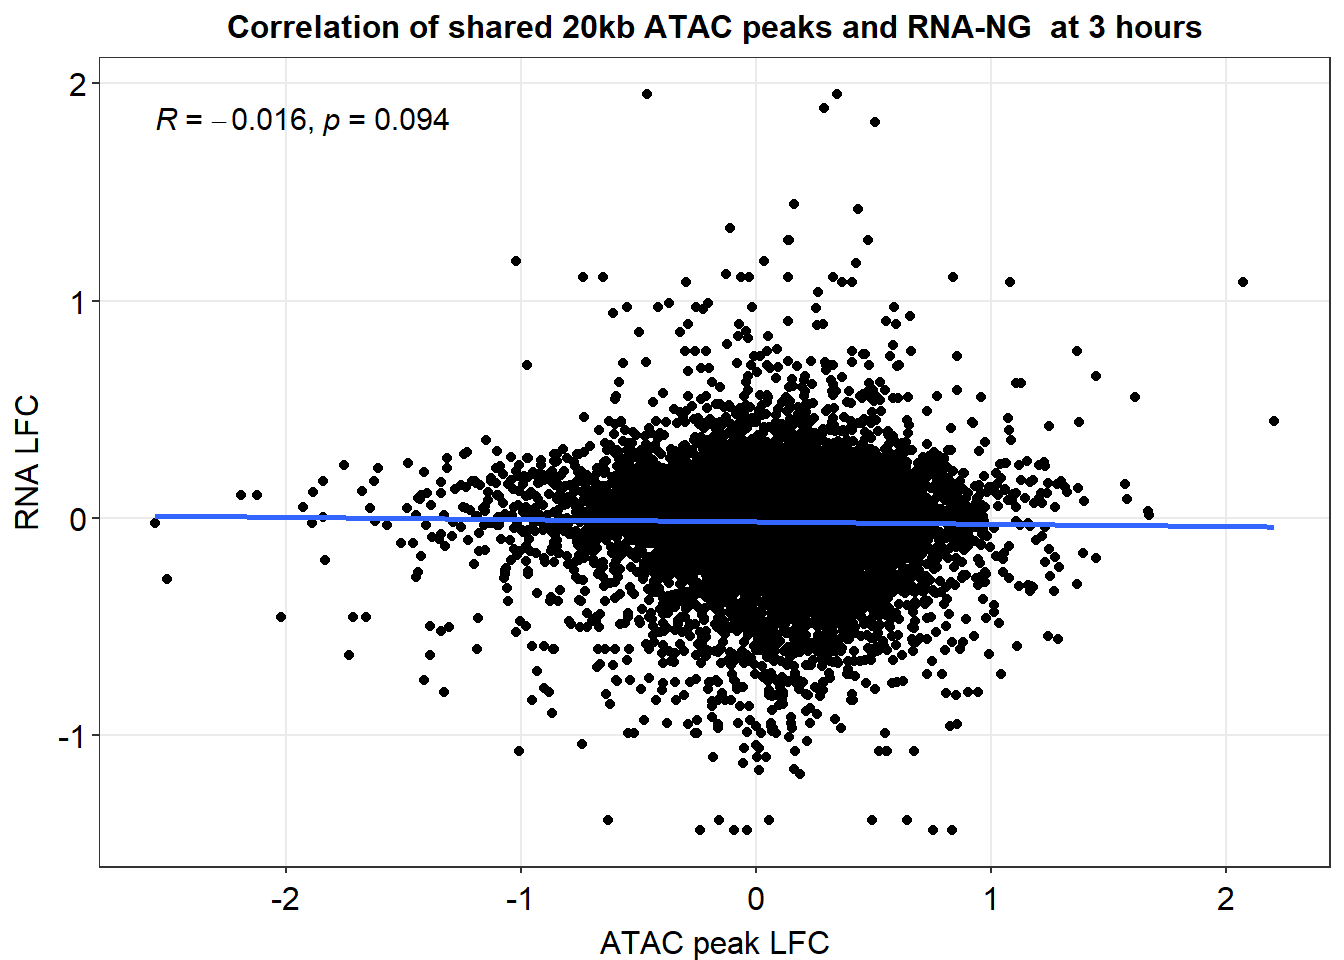 Correlation of shared 20kb ATAC peaks and RNA-NG  at 3 hours
R = −0.016, p = 0.094
2
1
0
-1
RNA LFC
-2
-1
0
1
2
ATAC peak LFC